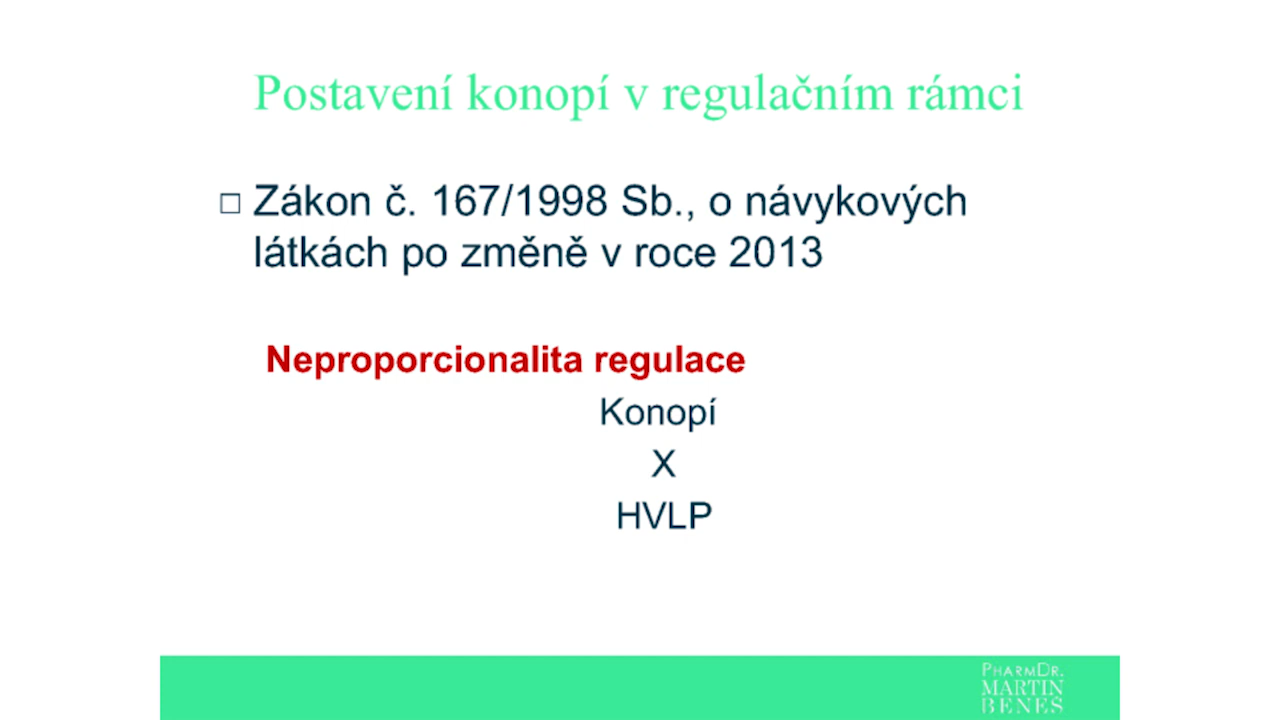 Postavení konopí v regulačním rámci
□ Zákon č. 167/1998 Sb., o návykových
látkách po změně v roce 2013
Neproporcionalita regulace
Konopí
X
HVLP
PHARMDR.
MARTIN
BENEŠ